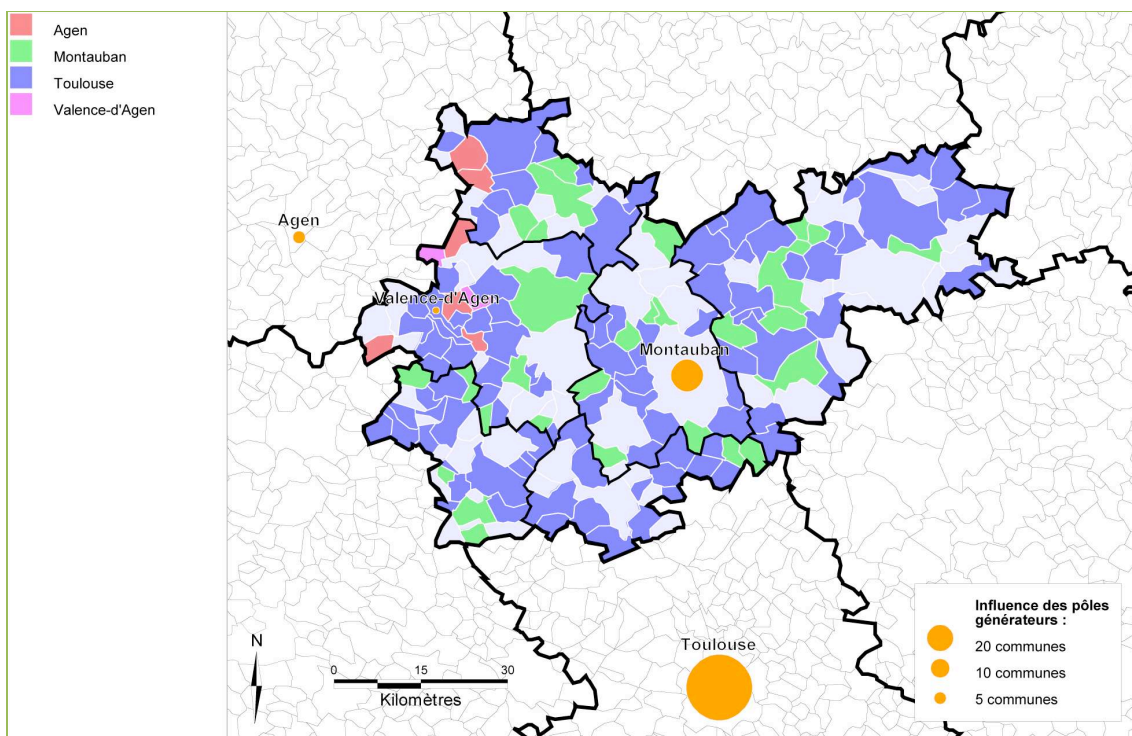 Agen
Montauban
Toulouse
Valence-d'Agen
Agen
Valence-d'Agen
Montauban
Toulouse
N
0 15 30
Kilomètres
Influence des pôles
générateurs :
20 communes
10 communes
5 communes